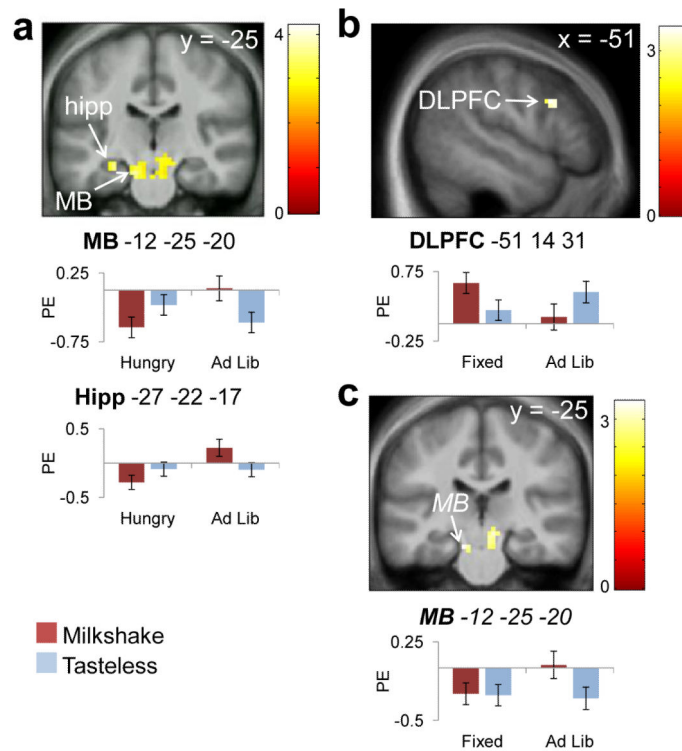 a
y = -25
hipp
MB
4
2
0
MB -12 -25 -20
0.25
PE
-0.75
Hungry Ad Lib
Hipp -27 -22 -17
0.5
PE
-0.5
Hungry Ad Lib
Milkshake
Tasteless
b
x = -51
DLPFC
3
0
DLPFC -51 14 31
0.75
PE
-0.25
Fixed Ad Lib
c
y = -25
MB
3
0
MB -12 -25 -20
0.25
PE
-0.5
Fixed Ad Lib